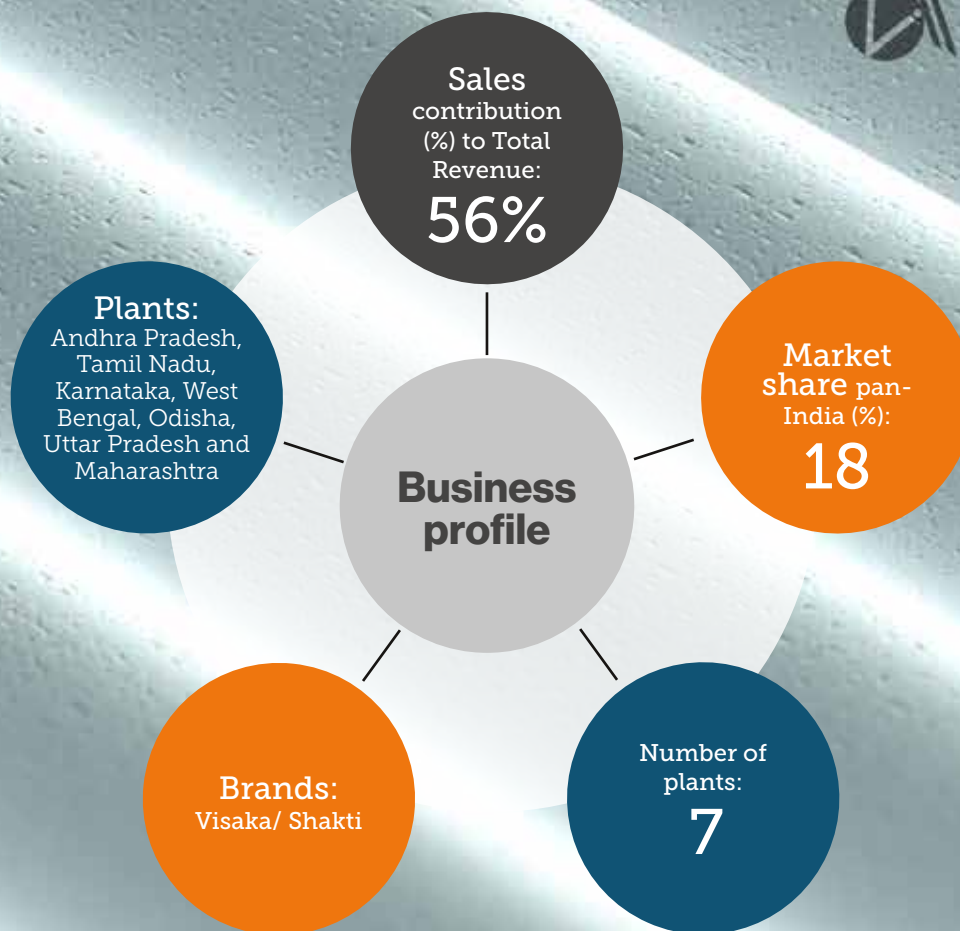 Sales
contribution
(%) to Total
Revenue:
56%
Plants:
Andhra Pradesh,
Tamil Nadu,
Karnataka, West
Bengal, Odisha,
Uttar Pradesh and
Maharashtra
Market
share pan-
India (%):
18
Business
profile
Brands:
Visaka/ Shakti
Number of
plants:
7